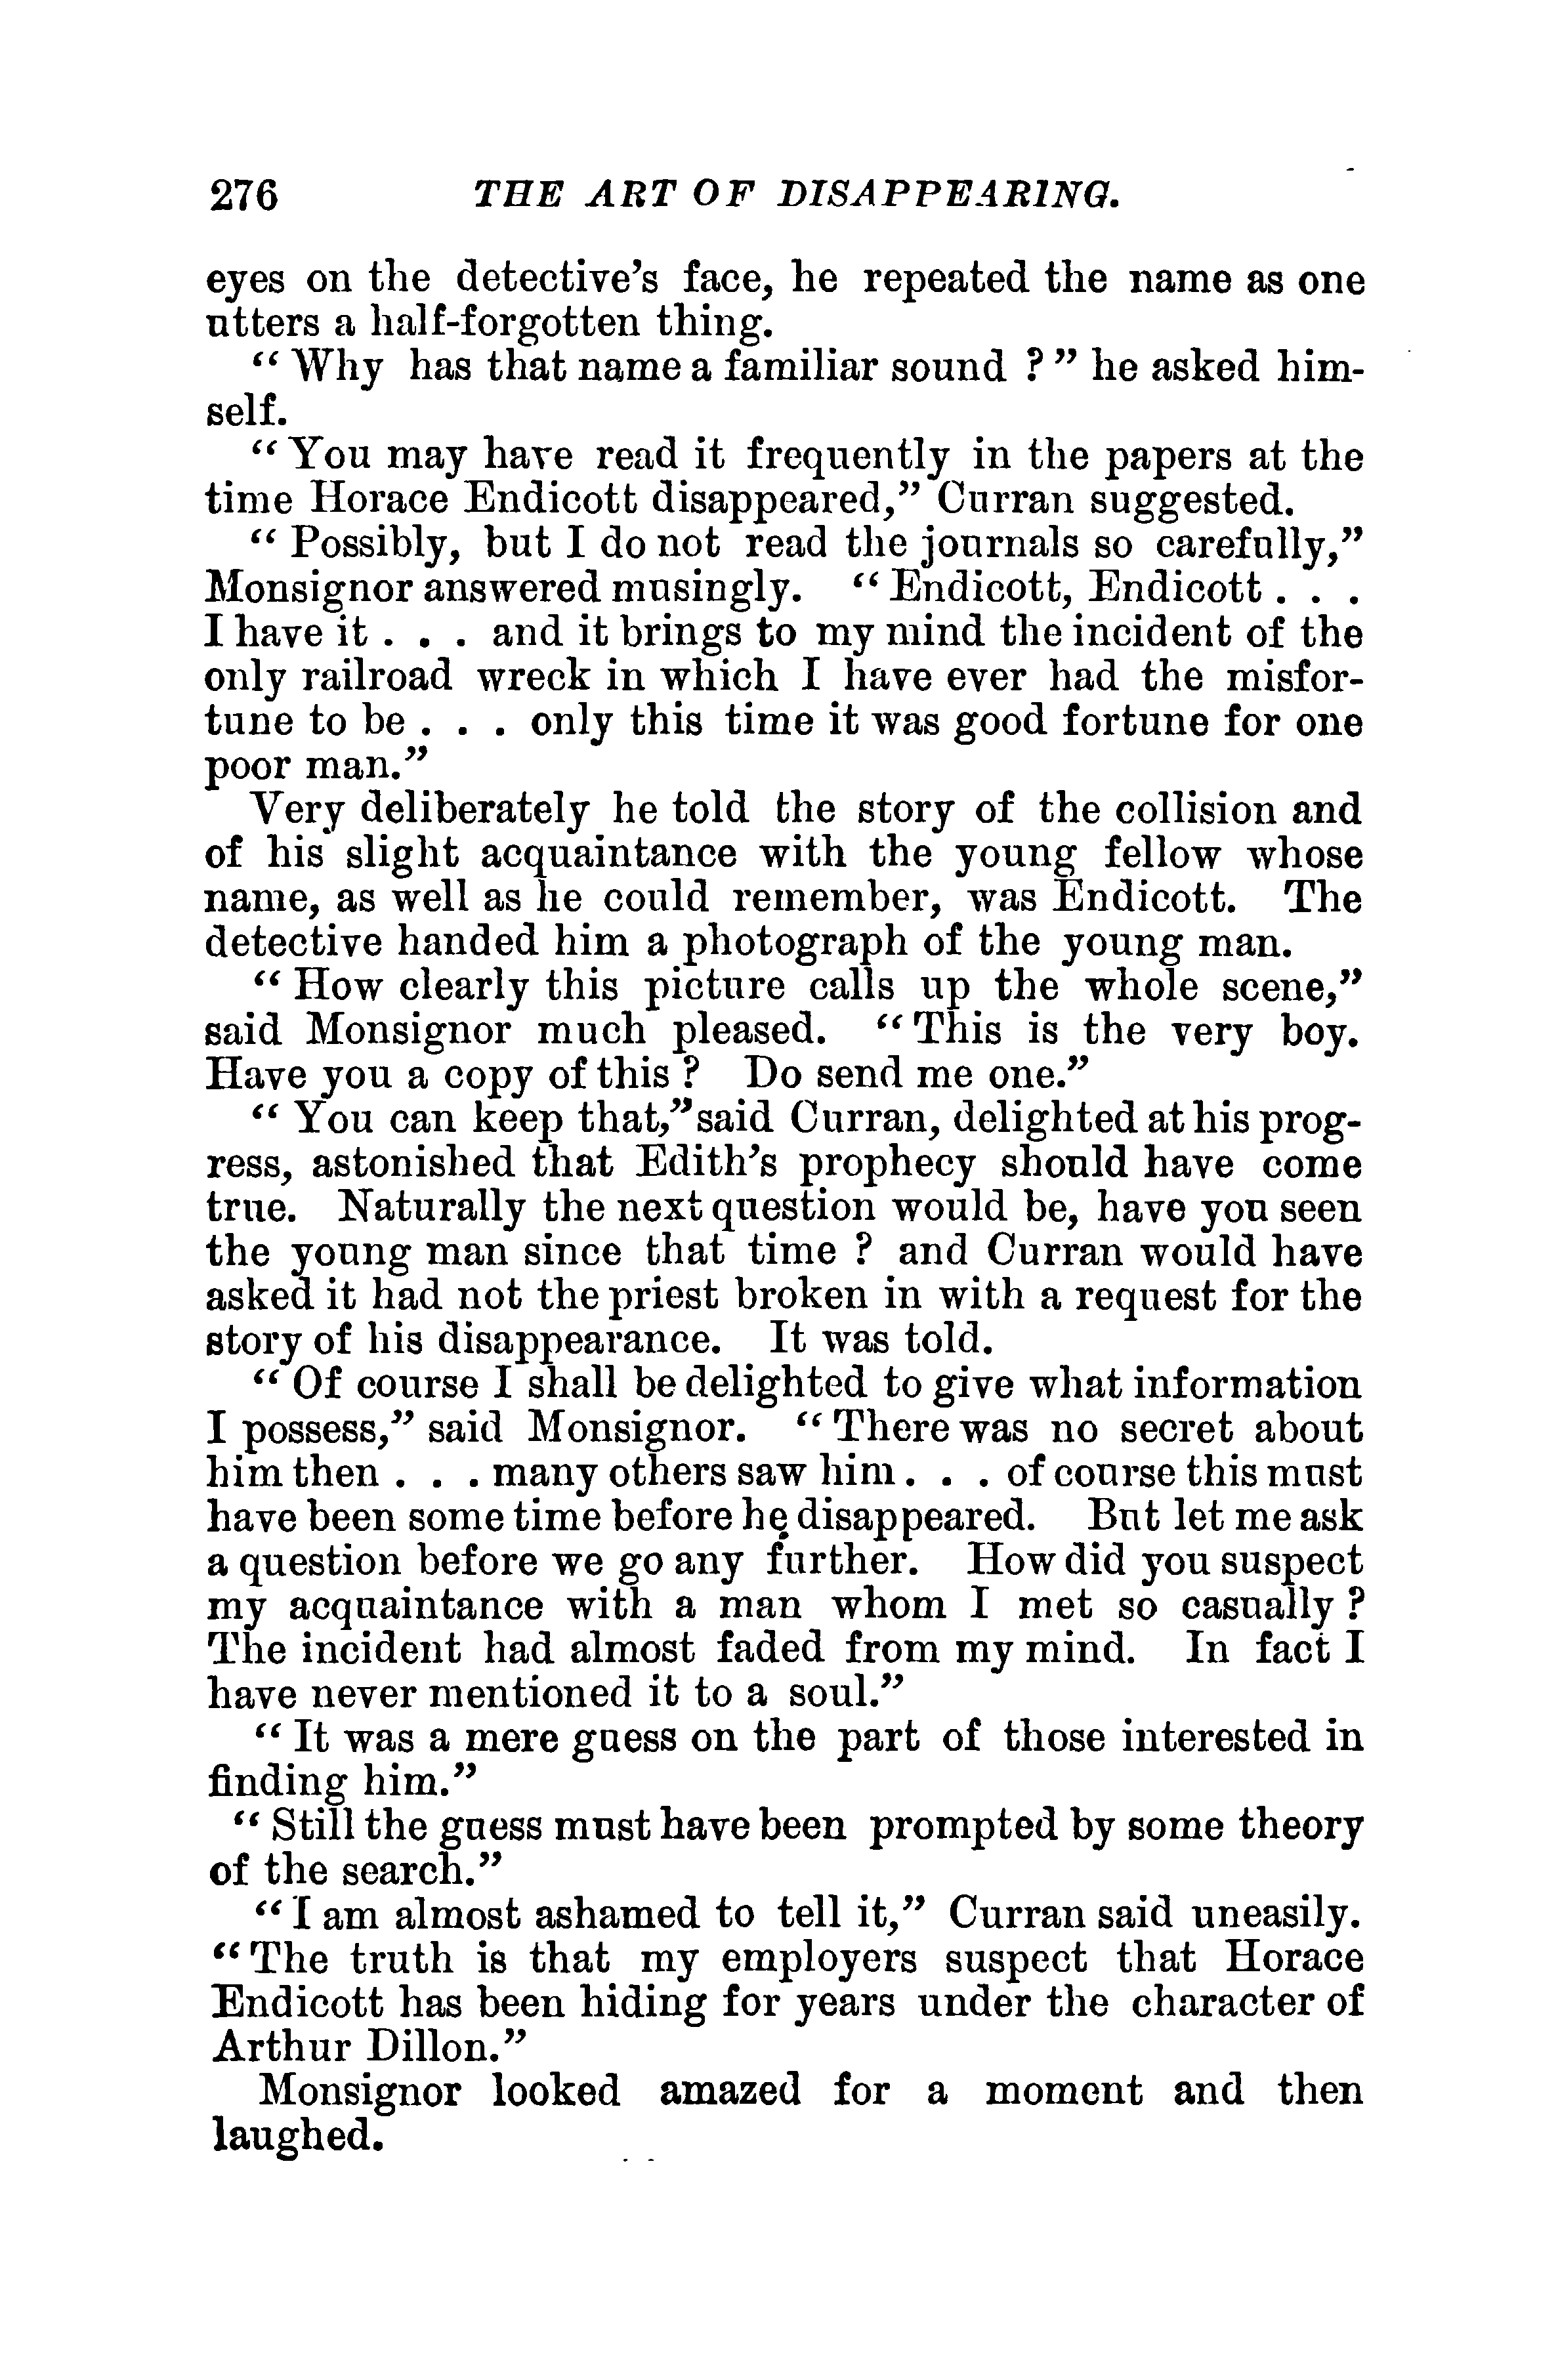 276 THE ART OF DISAPPEARING.
eyes on the detective's face, he repeated the name as one
utters a half-forgotten thing.
“ Why has that name a familiar sound ? ” he asked him-
self.
“ You may have read it frequently in the papers at the
time Horace Endicott disappeared,” Curran suggested.
“ Possibly, but I do not read the journals so carefully,”
Monsignor answered musingly. “ Endicott, Endicott . . .
I have it . . . and it brings to my mind the incident of the
only railroad wreck in which I have ever had the misfor-
tune to be . . . only this time it was good fortune for one
poor man.”
Very deliberately he told the story of the collision and
of his slight acquaintance with the young fellow whose
name, as well as he could remember, was Endicott. The
detective handed him a photograph of the young man.
“ How clearly this picture calls up the whole scene,”
said Monsignor much pleased. “ This is the very boy.
Have you a copy of this ? Do send me one.”
“ You can keep that,”said Curran, delighted at his prog-
ress, astonished that Edith's prophecy should have come
true. Naturally the next question would be, have you seen
the young man since that time ? and Curran would have
asked it had not the priest broken in with a request for the
story of his disappearance. It was told.
“ Of course I shall be delighted to give what information
I possess,” said Monsignor. “ There was no secret about
him then . . . many others saw him . . . of course this must
have been some time before he disappeared. But let me ask
a question before we go any further. How did you suspect
my acquaintance with a man whom I met so casually ?
The incident had almost faded from my mind. In fact I
have never mentioned it to a soul.”
“ It was a mere guess on the part of those interested in
finding him.”
“ Still the guess must have been prompted by some theory
of the search.”
“ I am almost ashamed to tell it,” Curran said uneasily.
“ The truth is that my employers suspect that Horace
Endicott has been hiding for years under the character of
Arthur Dillon.”
Monsignor looked amazed for a moment and then
laughed.